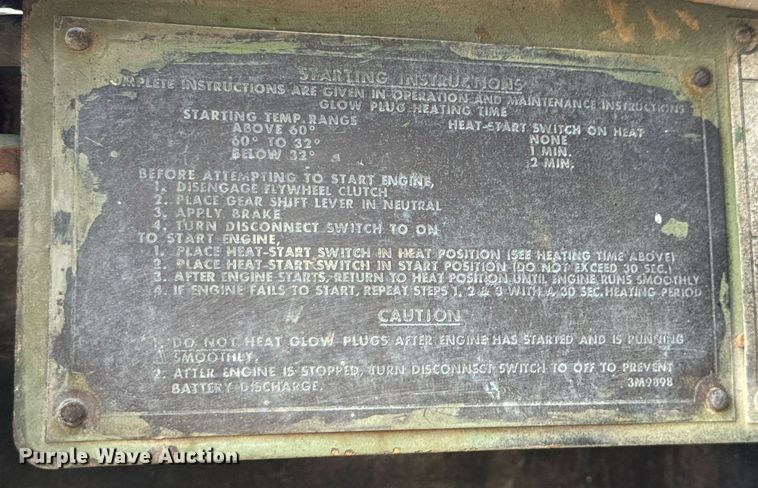 STARTING INSTRUCTIONS
COMPLETE INSTRUCTIONS ARE GIVEN IN OPERATION AND MAINTENANCE INSTRUCTIONS
GLOW PLUG HEATING TIME
STARTING TEMP. RANGE HEAT-START SWITCH ON HEAT
ABOVE 60° NONE
60° TO 32° 1 MIN.
BELOW 32° 2 MIN.
BEFORE ATTEMPTING TO START ENGINE,
1. DISENGAGE FLYWHEEL CLUTCH
2. PLACE GEAR SHIFT LEVER IN NEUTRAL
3. APPLY BRAKE
4. TURN DISCONNECT SWITCH TO ON
TO START ENGINE,
1. PLACE HEAT-START SWITCH IN HEAT POSITION (SEE HEATING TIME ABOVE)
2. PLACE HEAT-START SWITCH IN START POSITION (DO NOT EXCEED 30 SEC.)
3. AFTER ENGINE STARTS, RETURN TO HEAT POSITION UNTIL ENGINE RUNS SMOOTHLY
4. IF ENGINE FAILS TO START, REPEAT STEPS 1, 2 & 3 WITH A 30 SEC. HEATING PERIOD
CAUTION
1. DO NOT HEAT GLOW PLUGS AFTER ENGINE HAS STARTED AND IS RUNNING
SMOOTHLY.
2. AFTER ENGINE IS STOPPED, TURN DISCONNECT SWITCH TO OFF TO PREVENT
BATTERY DISCHARGE. 3M9898
Purple Wave Auction